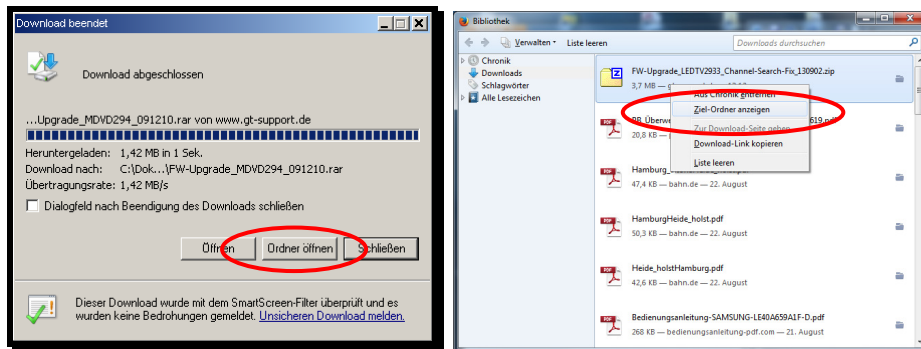 Download beendet
Download abgeschlossen
...Upgrade_MDVD294_091210.rar von www.gt-support.de
Heruntergeladen: 1,42 MB in 1 Sek.
Download nach: C:\Dok...\FW-Upgrade_MDVD294_091210.rar
Übertragungsrate: 1,42 MB/s
Dialogfeld nach Beendigung des Downloads schließen
Öffnen
Ordner öffnen
Schließen
Dieser Download wurde mit dem SmartScreen-Filter überprüft und es
wurden keine Bedrohungen gemeldet. Unsicheren Download melden.
Bibliothek
Verwalten
Liste leeren
Downloads durchsuchen
Chronik
Downloads
Schlagwörter
Alle Lesezeichen
FW-Upgrade_LEDTV2933_Channel-Search-Fix_130902.zip
3,7 MB —
Aus Chronik entfernen
Ziel-Ordner anzeigen
Zur Download-Seite gehen
Download-Link kopieren
Liste leeren
619.pdf
20,8 KB —
Hamburg
47,4 KB — bahn.de — 22. August
HamburgHeide_holst.pdf
50,3 KB — bahn.de — 22. August
Heide_holstHamburg.pdf
42,6 KB — bahn.de — 22. August
Bedienungsanleitung-SAMSUNG-LE40A659A1F-D.pdf
268 KB — bedienungsanleitung-pdf.com — 21. August